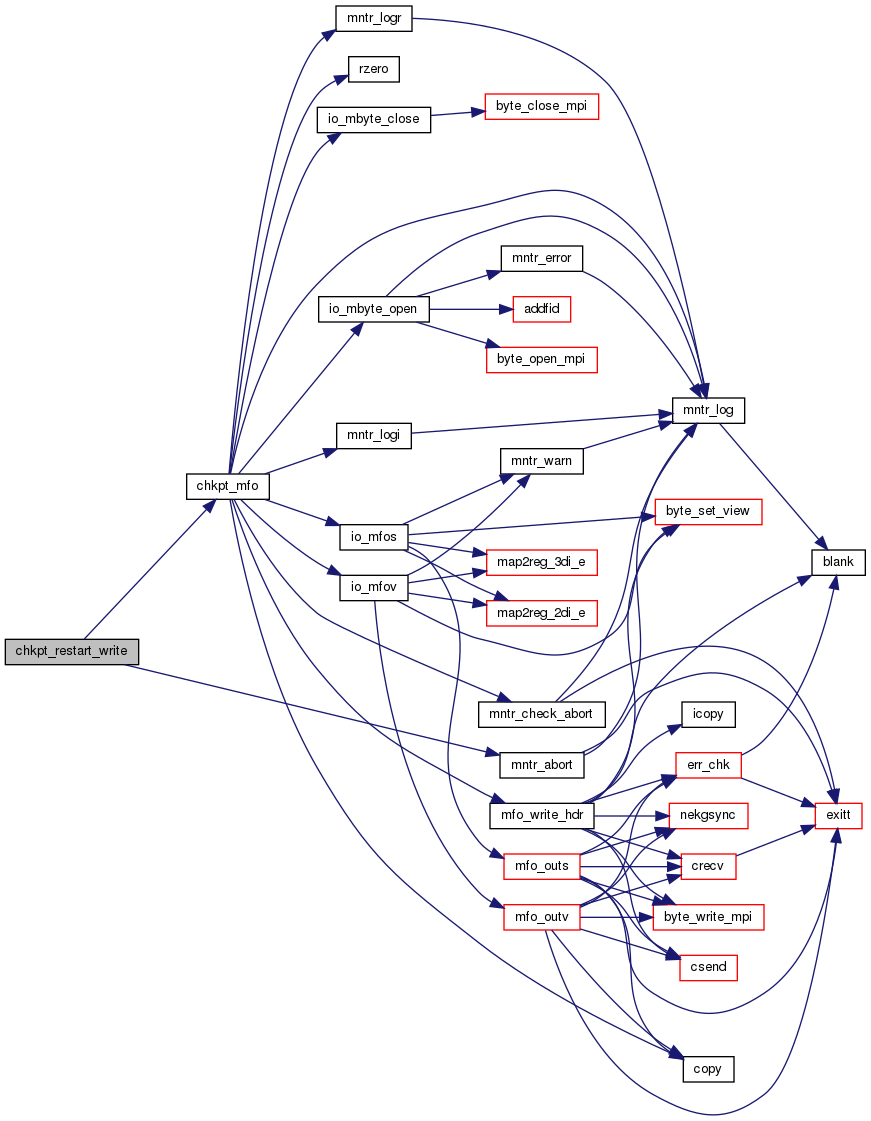 mntr_logr
rzero
byte_close_mpi
io_mbyte_close
mntr_error
io_mbyte_open
addfid
byte_open_mpi
mntr_log
mntr_logi
mntr_warn
chkpt_mfo
byte_set_view
io_mfos
map2reg_3di_e
blank
io_mfov
map2reg_2di_e
chkpt_restart_write
mntr_check_abort
icopy
mntr_abort
err_chk
mfo_write_hdr
nekgsync
exitt
mfo_outs
crecv
mfo_outv
byte_write_mpi
csend
copy